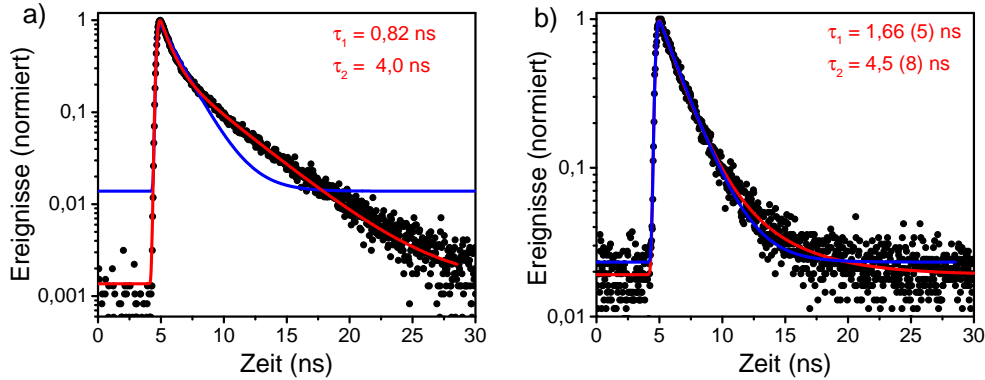 a)
Ereignisse (normiert)
1
0,1
0,01
0,001
0 5 10 15 20 25 30
Zeit (ns)
τ1 = 0,82 ns
τ2 = 4,0 ns
b)
Ereignisse (normiert)
1
0,1
0,01
0 5 10 15 20 25 30
Zeit (ns)
τ1 = 1,66 (5) ns
τ2 = 4,5 (8) ns